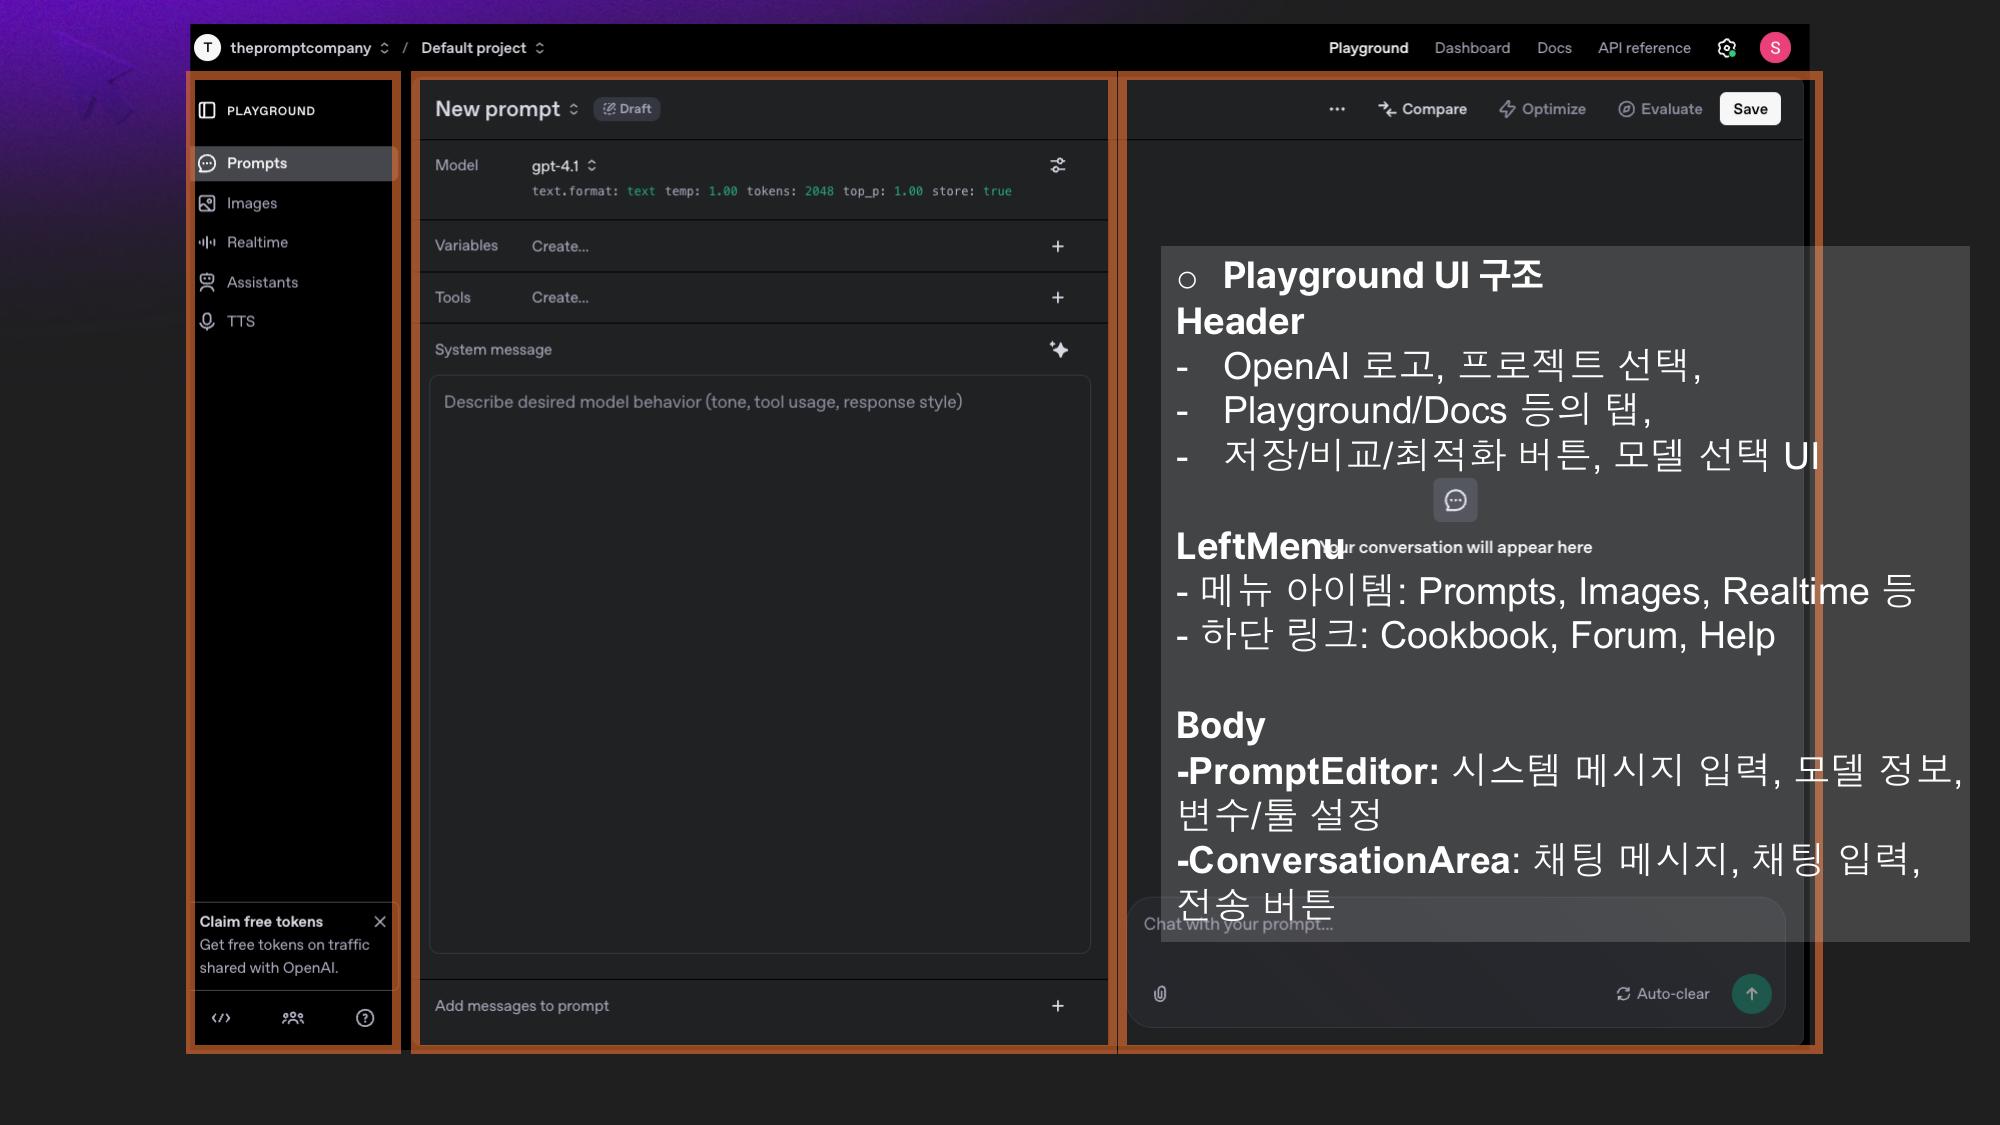 T thepromptcompany / Default project
Playground Dashboard Docs API reference S
PLAYGROUND
Prompts
Images
Realtime
Assistants
TTS
Claim free tokens
Get free tokens on traffic
shared with OpenAI.
New prompt Draft
Model gpt-4.1
text.format: text temp: 1.00 tokens: 2048 top_p: 1.00 store: true
Variables Create...
Tools Create...
System message
Describe desired model behavior (tone, tool usage, response style)
Add messages to prompt
Compare Optimize Evaluate Save
Playground UI 구조
Header
- OpenAI 로고, 프로젝트 선택,
- Playground/Docs 등의 탭,
- 저장/비교/최적화 버튼, 모델 선택 UI
LeftMenu
Your conversation will appear here
- 메뉴 아이템: Prompts, Images, Realtime 등
- 하단 링크: Cookbook, Forum, Help
Body
-PromptEditor: 시스템 메시지 입력, 모델 정보,
변수/툴 설정
-ConversationArea: 채팅 메시지, 채팅 입력,
전송 버튼
Chat with your prompt...
Auto-clear